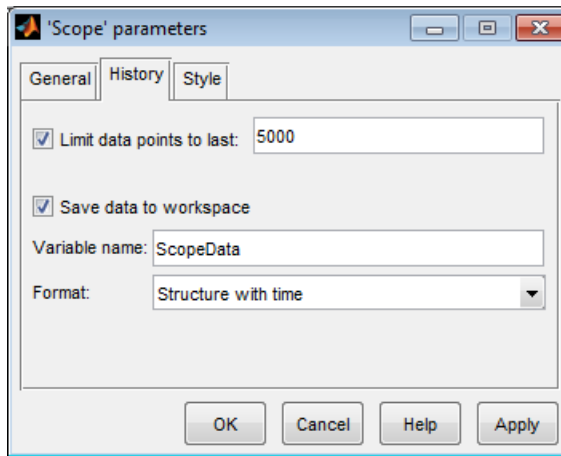 'Scope' parameters
General History Style
Limit data points to last: 5000
Save data to workspace
Variable name: ScopeData
Format: Structure with time
OK Cancel Help Apply